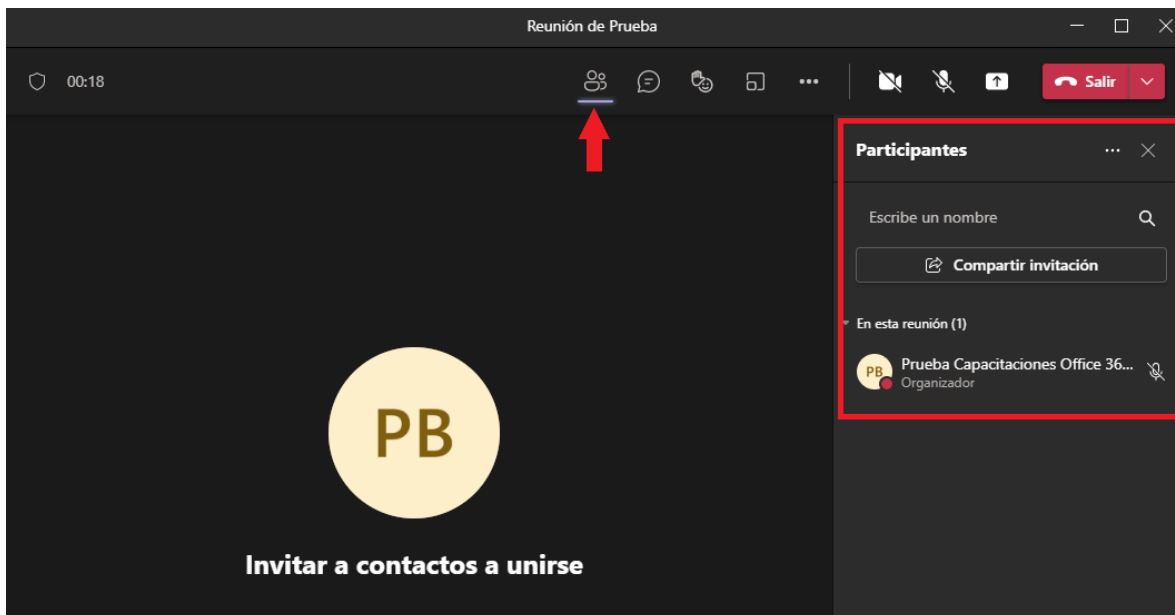 Reunión de Prueba
00:18
Salir
Participantes
Escribe un nombre
Compartir invitación
En esta reunión (1)
PB
Prueba Capacitaciones Office 36...
Organizador
PB
Invitar a contactos a unirse